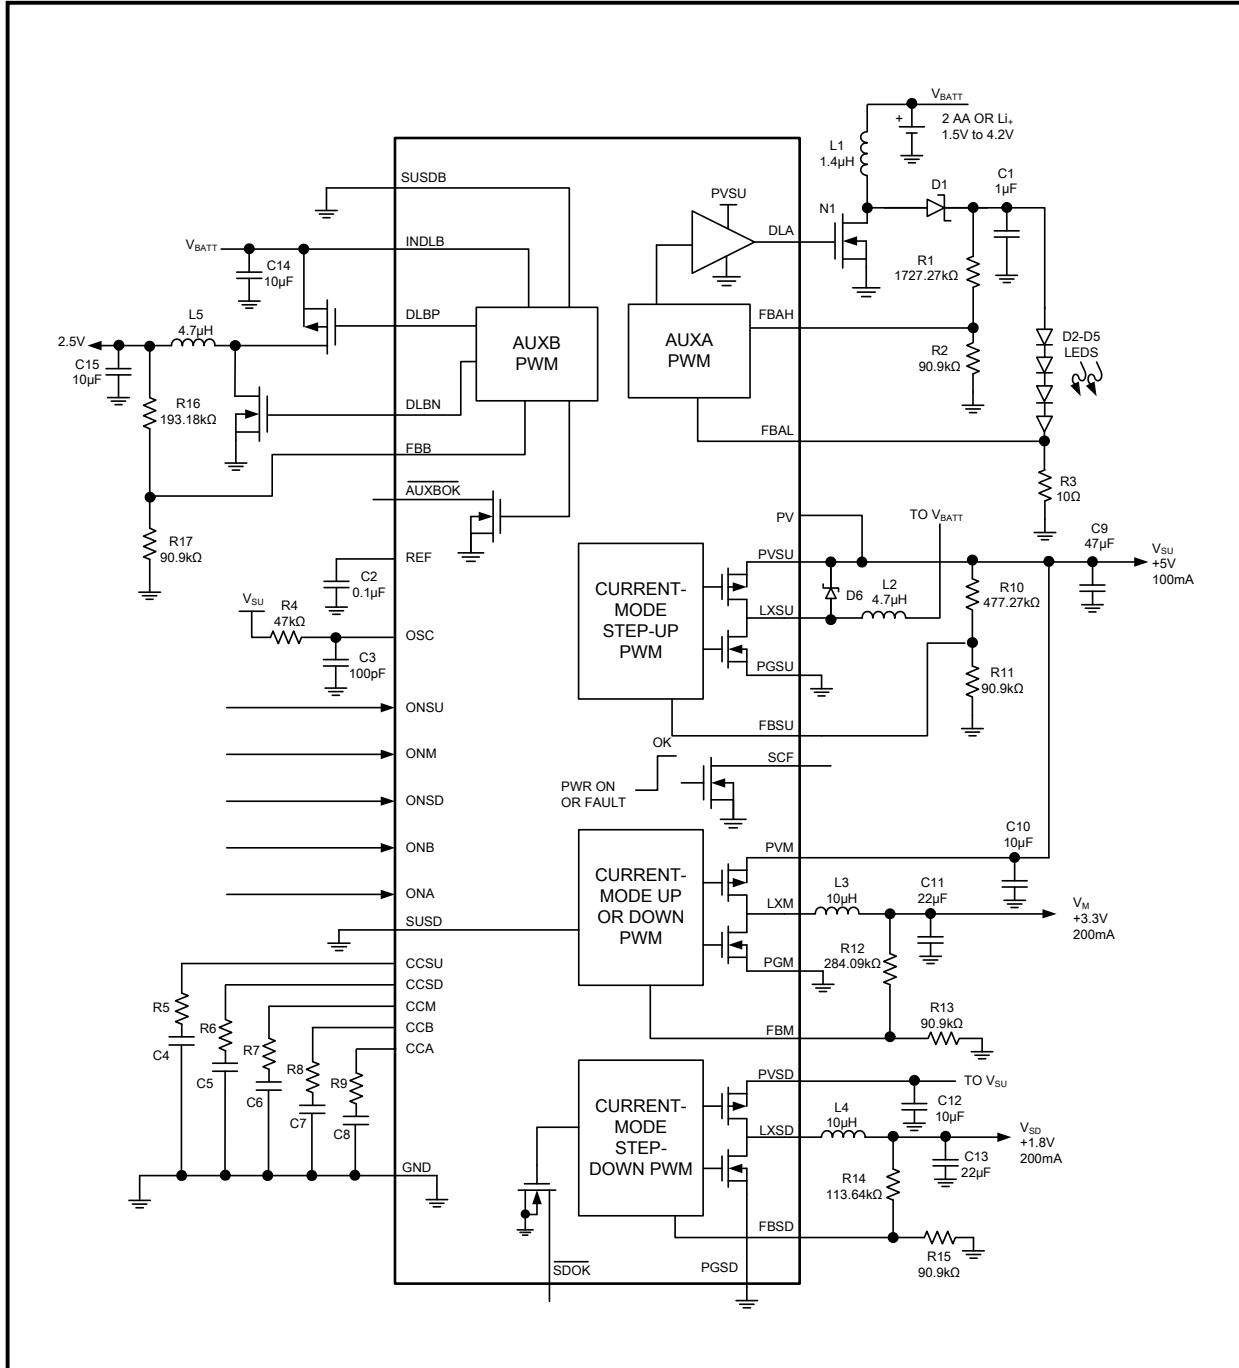 V_BATT
2 AA OR Li+
1.5V to 4.2V
L1
1.4µH
D1
C1
1µF
SUSDB
PVSU
N1
DLA
V_BATT
INDLB
C14
10µF
R1
1727.27kΩ
L5
4.7µH
DLBP
AUXB
PWM
AUXA
PWM
FBAH
2.5V
C15
10µF
R2
90.9kΩ
D2-D5
LEDS
R16
193.18kΩ
DLBN
FBB
FBAL
AUXBOK
R3
10Ω
PV
TO V_BATT
C9
47µF
R17
90.9kΩ
REF
C2
0.1µF
CURRENT-
MODE
STEP-UP
PWM
PVSU
V_SU
+5V
100mA
D6
L2
4.7µH
R10
477.27kΩ
V_SU
R4
47kΩ
OSC
LXSU
C3
100pF
PGSU
R11
90.9kΩ
ONSU
FBSU
OK
ONM
SCF
PWR ON
OR FAULT
ONSD
ONB
ONA
C10
10µF
CURRENT-
MODE UP
OR DOWN
PWM
PVM
L3
10µH
C11
22µF
LXM
V_M
+3.3V
200mA
SUSD
R12
284.09kΩ
PGM
CCSU
CCSD
CCM
CCB
CCA
R5
R6
R7
R8
R9
C4
C5
C6
C7
C8
R13
90.9kΩ
FBM
PVSD
TO V_SU
CURRENT-
MODE
STEP-
DOWN PWM
C12
10µF
L4
10µH
LXSD
V_SD
+1.8V
200mA
C13
22µF
GND
R14
113.64kΩ
FBSD
R15
90.9kΩ
SDOK
PGSD